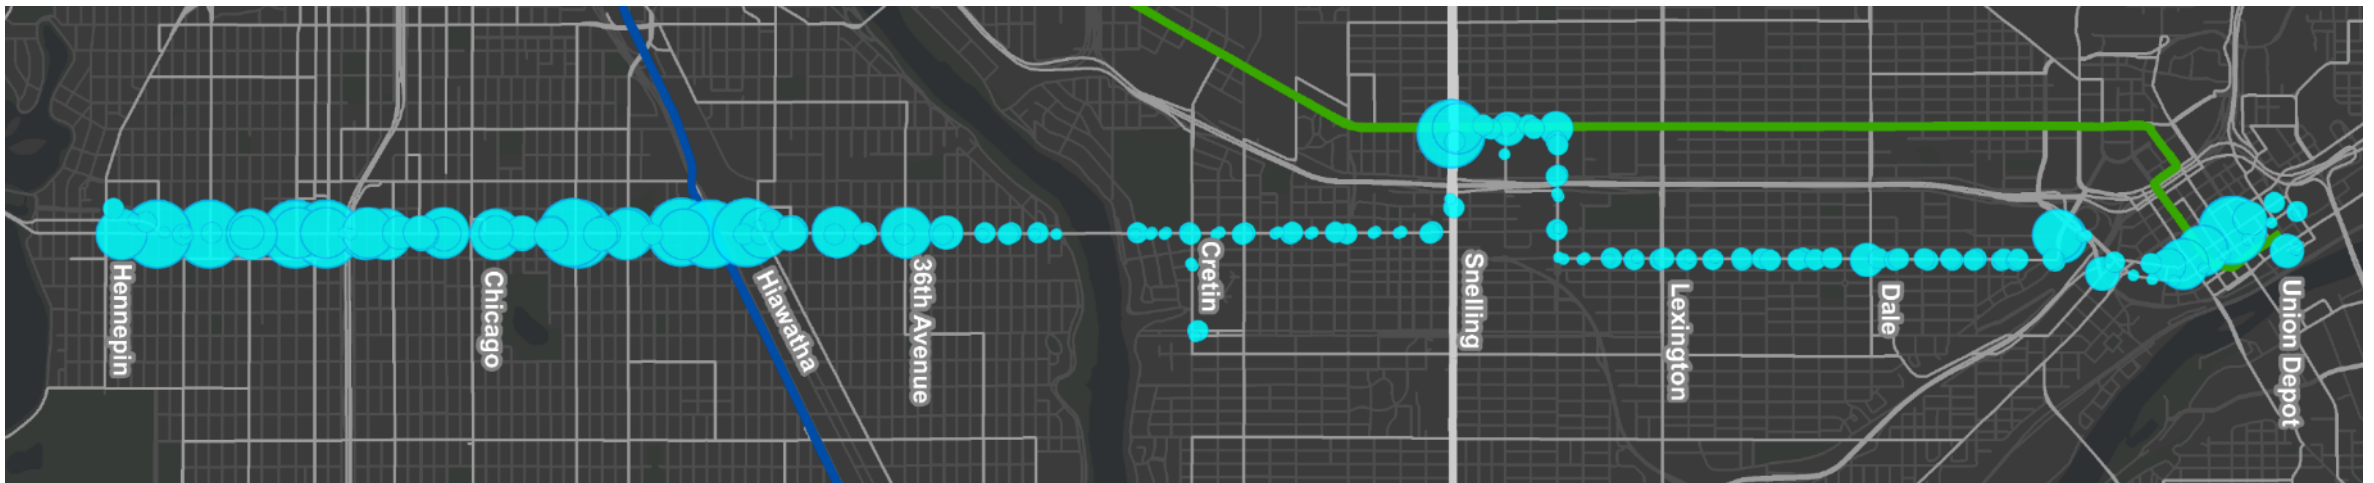 Hennepin
Chicago
Hiawatha
36th Avenue
Cretin
Snelling
Lexington
Dale
Union Depot